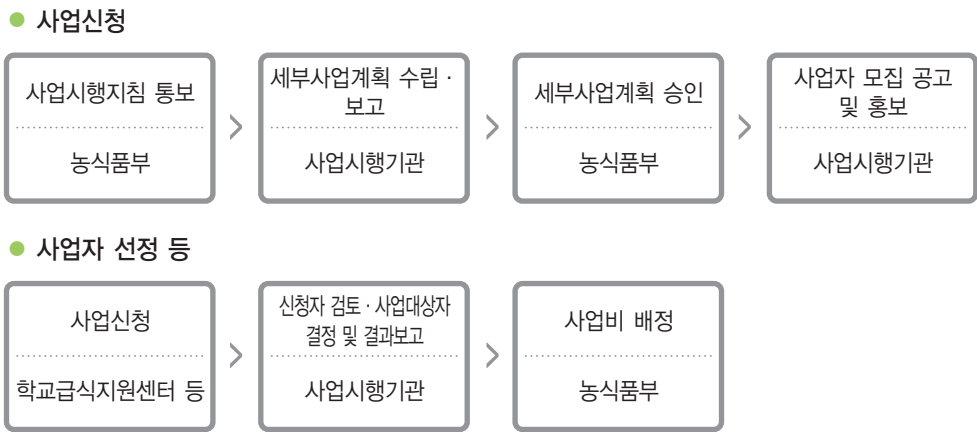 ● 사업신청
사업시행지침 통보
농식품부
>
세부사업계획 수립 ·
보고
사업시행기관
>
세부사업계획 승인
농식품부
>
사업자 모집 공고
및 홍보
사업시행기관
● 사업자 선정 등
사업신청
학교급식지원센터 등
>
신청자 검토 · 사업대상자
결정 및 결과보고
사업시행기관
>
사업비 배정
농식품부